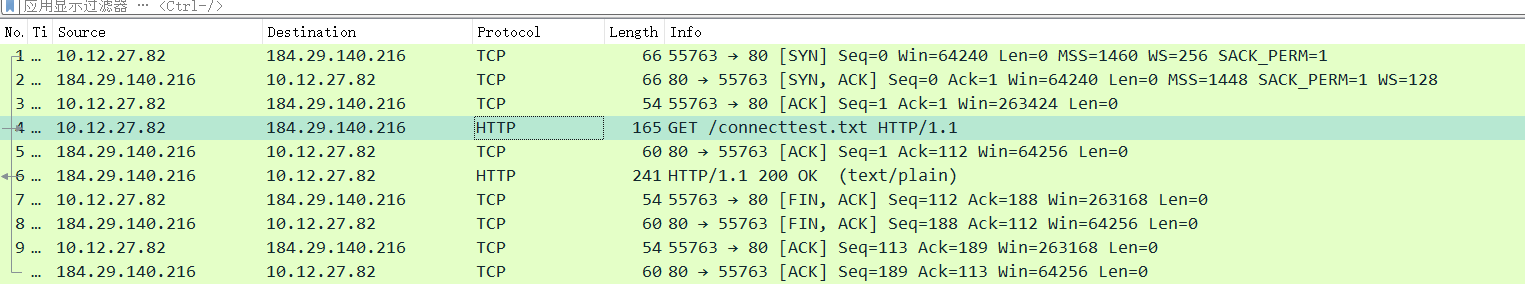 应用显示过滤器 … <Ctrl-/>
No. Ti Source Destination Protocol Length Info
1 … 10.12.27.82 184.29.140.216 TCP 66 55763 → 80 [SYN] Seq=0 Win=64240 Len=0 MSS=1460 WS=256 SACK_PERM=1
2 … 184.29.140.216 10.12.27.82 TCP 66 80 → 55763 [SYN, ACK] Seq=0 Ack=1 Win=64240 Len=0 MSS=1448 SACK_PERM=1 WS=128
3 … 10.12.27.82 184.29.140.216 TCP 54 55763 → 80 [ACK] Seq=1 Ack=1 Win=263424 Len=0
4 … 10.12.27.82 184.29.140.216 HTTP 165 GET /connecttest.txt HTTP/1.1
5 … 184.29.140.216 10.12.27.82 TCP 60 80 → 55763 [ACK] Seq=1 Ack=112 Win=64256 Len=0
6 … 184.29.140.216 10.12.27.82 HTTP 241 HTTP/1.1 200 OK (text/plain)
7 … 10.12.27.82 184.29.140.216 TCP 54 55763 → 80 [FIN, ACK] Seq=112 Ack=188 Win=263168 Len=0
8 … 184.29.140.216 10.12.27.82 TCP 60 80 → 55763 [FIN, ACK] Seq=188 Ack=112 Win=64256 Len=0
9 … 10.12.27.82 184.29.140.216 TCP 54 55763 → 80 [ACK] Seq=113 Ack=189 Win=263168 Len=0
… 184.29.140.216 10.12.27.82 TCP 60 80 → 55763 [ACK] Seq=189 Ack=113 Win=64256 Len=0